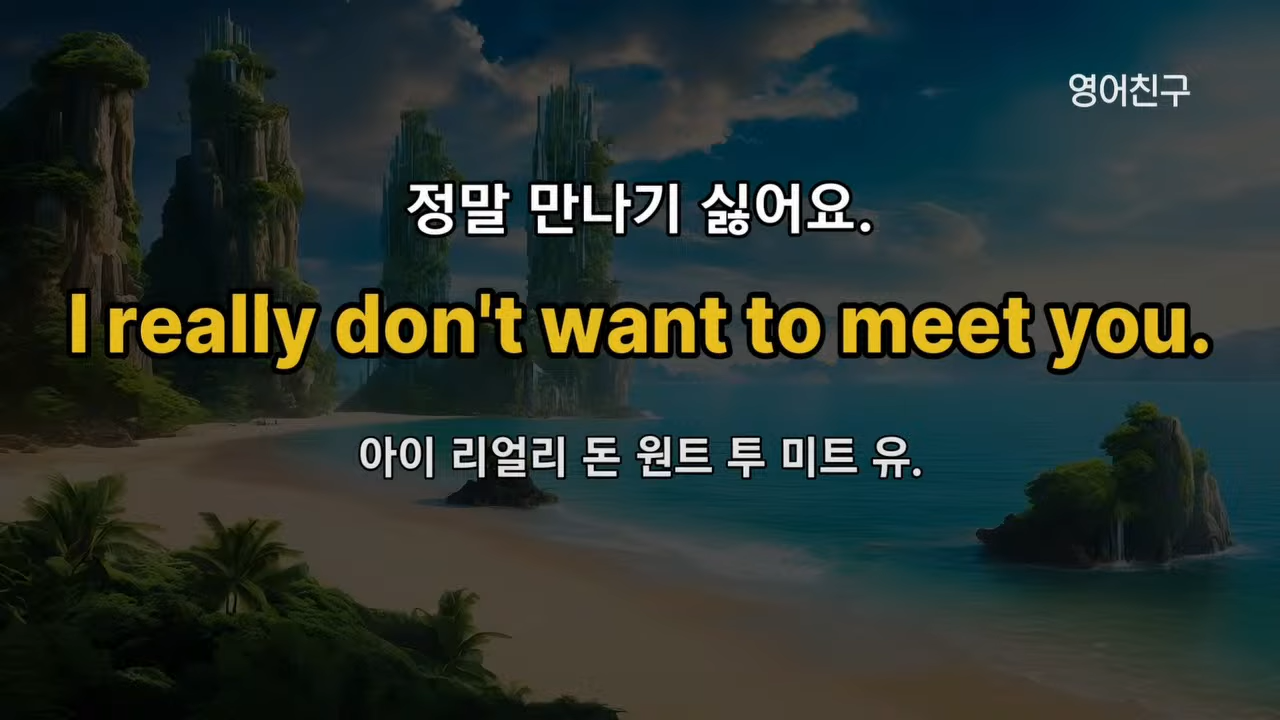 영어친구
정말 만나기 싫어요.
I really don't want to meet you.
아이 리얼리 돈 원트 투 미트 유.